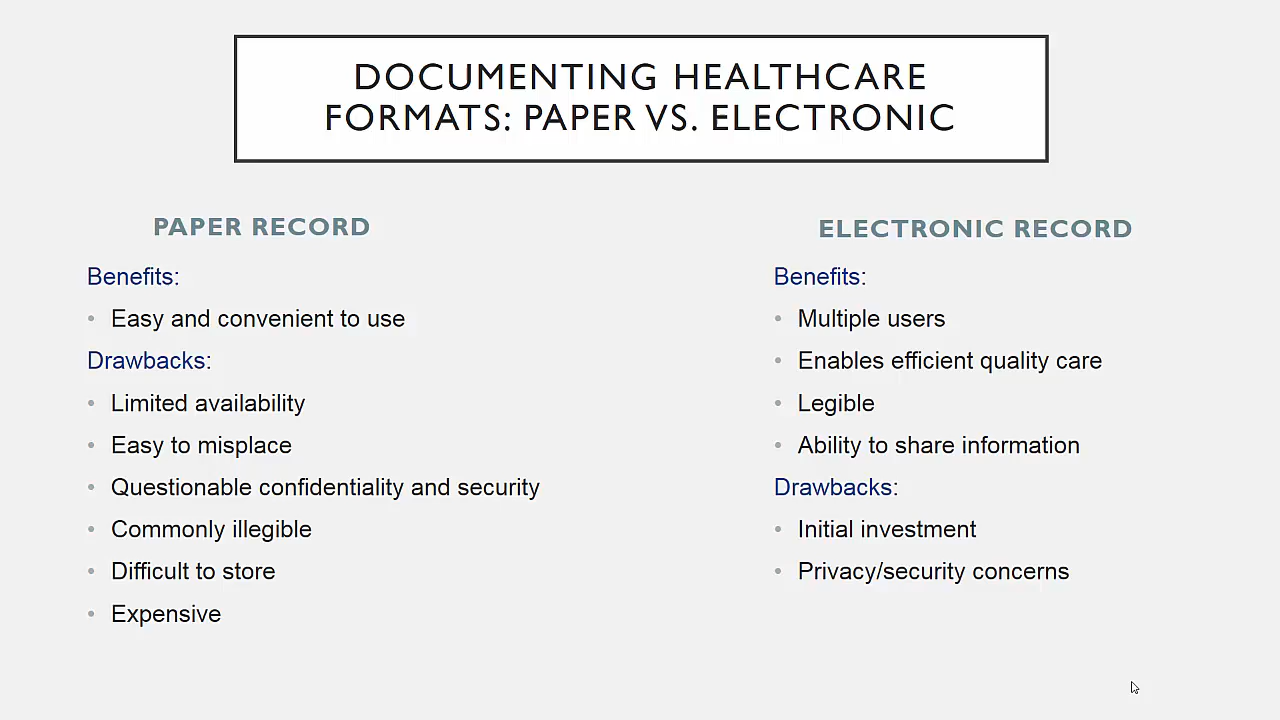 DOCUMENTING HEALTHCARE
FORMATS: PAPER VS. ELECTRONIC
PAPER RECORD
Benefits:
• Easy and convenient to use
Drawbacks:
• Limited availability
• Easy to misplace
• Questionable confidentiality and security
• Commonly illegible
• Difficult to store
• Expensive
ELECTRONIC RECORD
Benefits:
• Multiple users
• Enables efficient quality care
• Legible
• Ability to share information
Drawbacks:
• Initial investment
• Privacy/security concerns